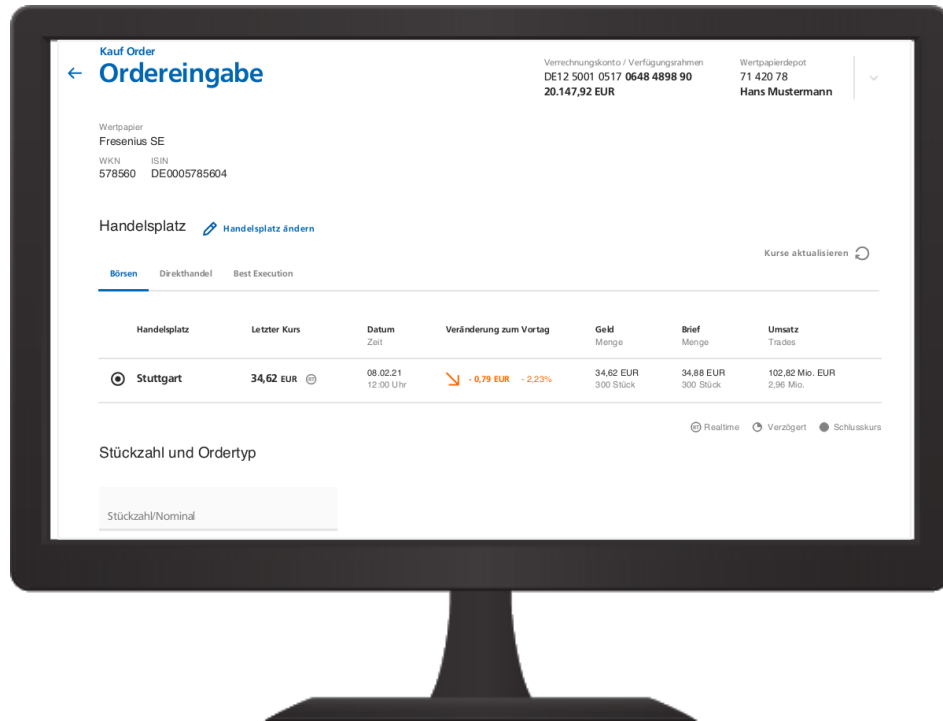 Kauf Order
Ordereingabe
Verrechnungskonto / Verfügungsrahmen
DE12 5001 0517 0648 4898 90
20.147,92 EUR
Wertpapierdepot
71 420 78
Hans Mustermann
Wertpapier
Fresenius SE
WKN ISIN
578560 DE0005785604
Handelsplatz Handelsplatz ändern
Kurse aktualisieren
Börsen Direkthandel Best Execution
Handelsplatz Letzter Kurs Datum Veränderung zum Vortag Geld Brief Umsatz
Zeit Menge Menge Trades
Stuttgart 34,62 EUR RT 08.02.21 - 0,79 EUR - 2,23% 34,62 EUR 34,88 EUR 102,82 Mio. EUR
12:00 Uhr 300 Stück 300 Stück 2,96 Mio.
RT Realtime Verzögert Schlusskurs
Stückzahl und Ordertyp
Stückzahl/Nominal